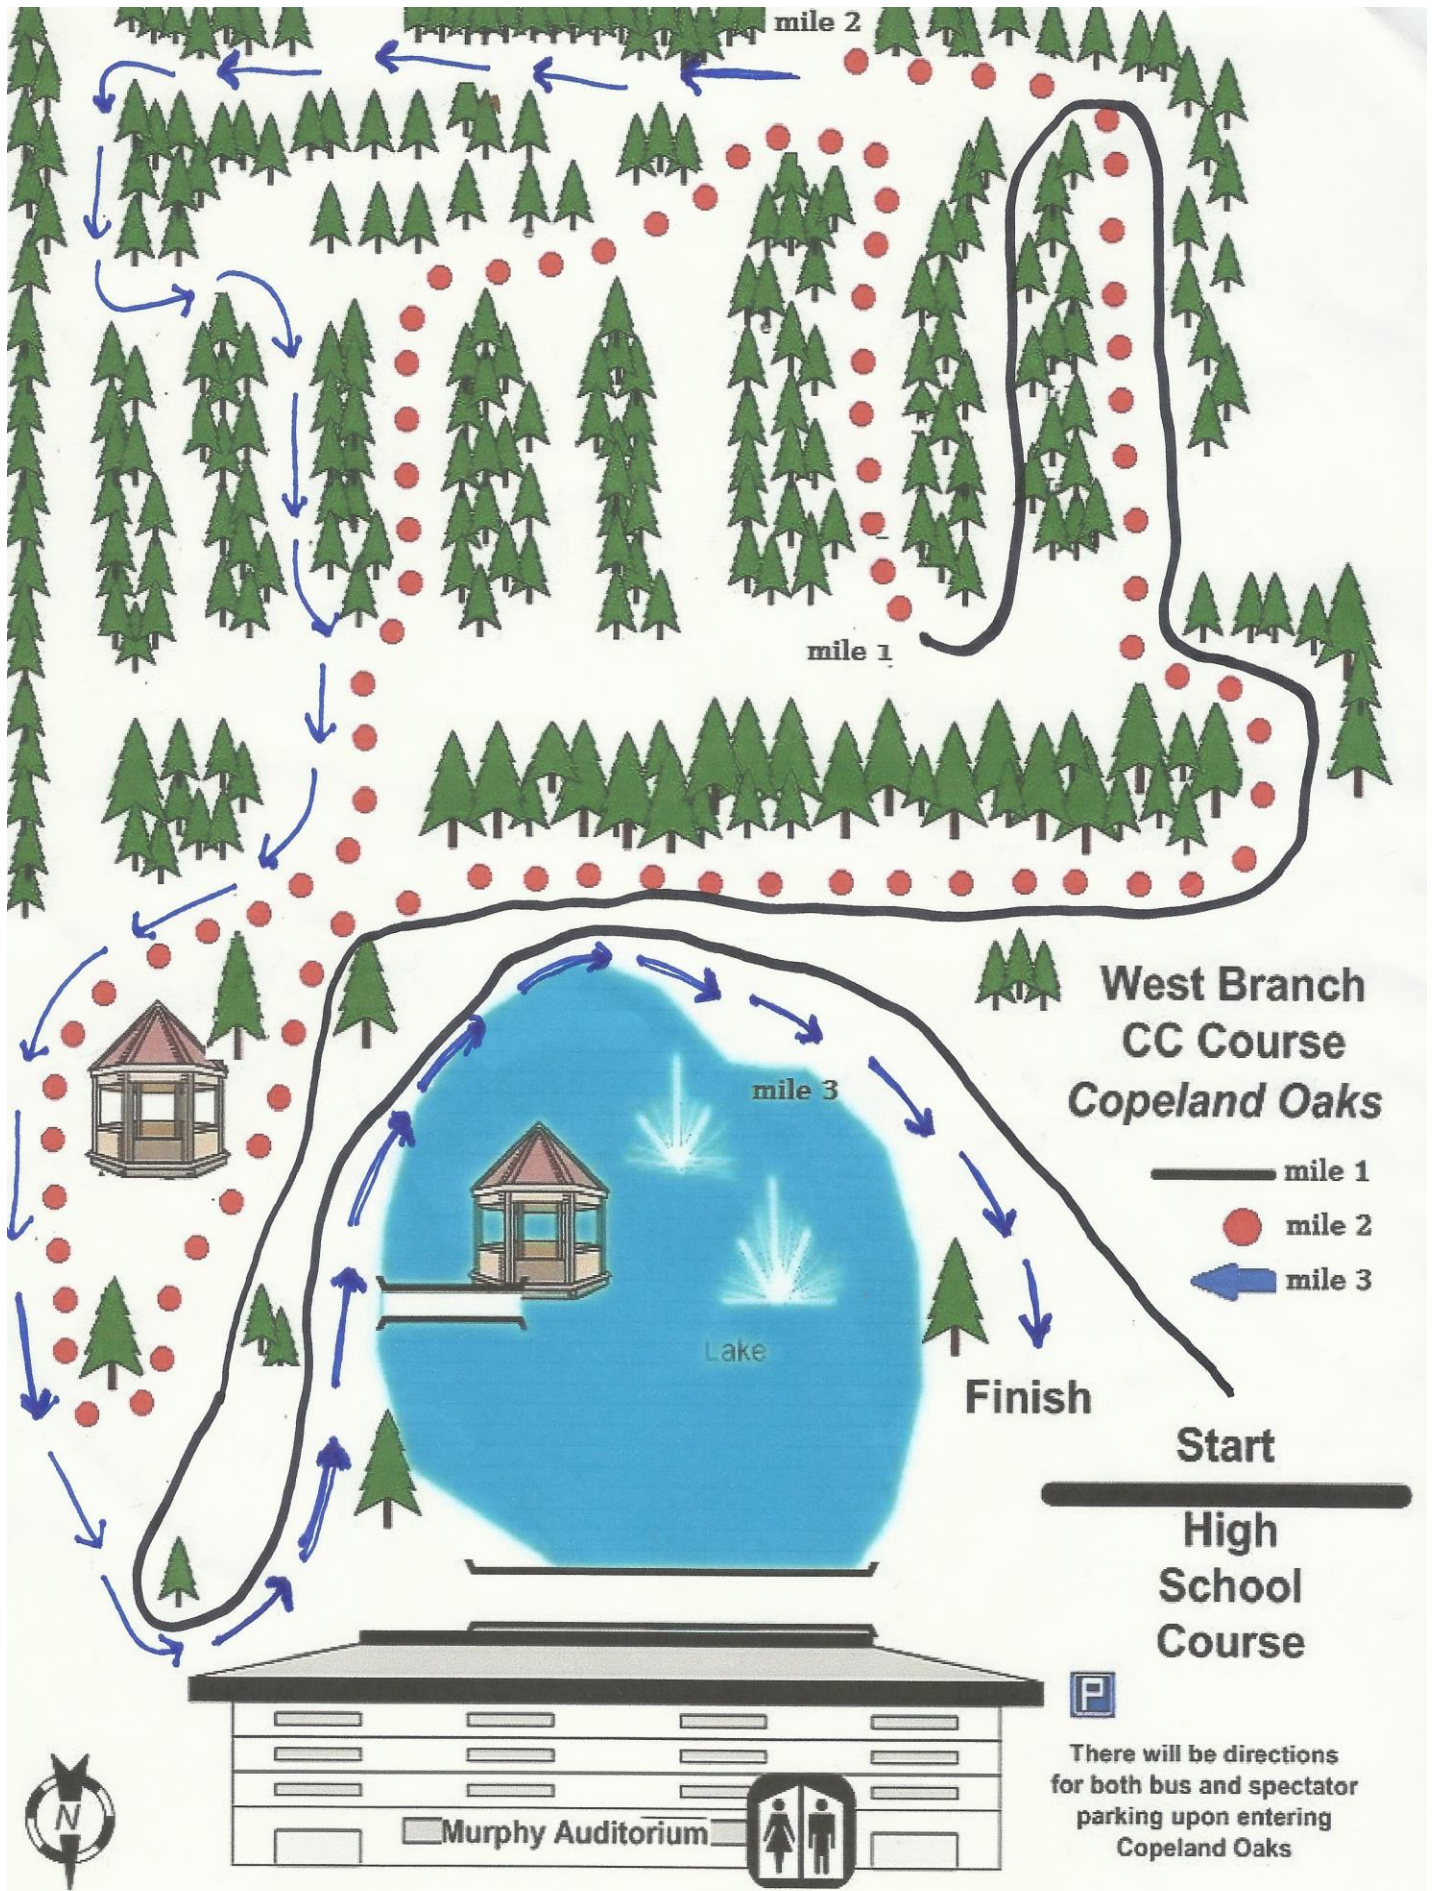 mile 2
mile 1
West Branch
CC Course
Copeland Oaks
mile 3
mile 1
mile 2
mile 3
Lake
Finish
Start
High
School
Course
P
There will be directions
for both bus and spectator
parking upon entering
Copeland Oaks
N
Murphy Auditorium